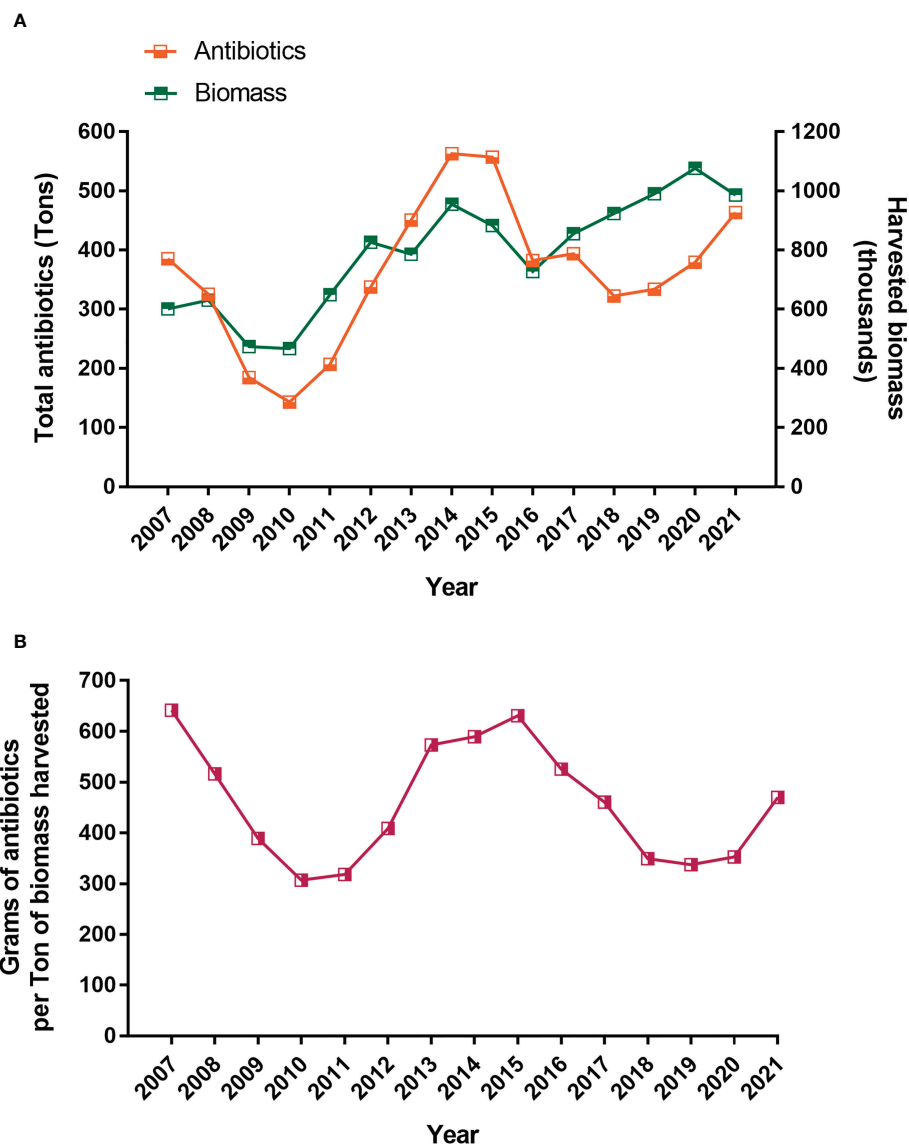 A
Antibiotics
Biomass
Total antibiotics (Tons)
600
500
400
300
200
100
0
1200
1000
800
600
400
200
0
Harvested biomass
(thousands)
2007 2008 2009 2010 2011 2012 2013 2014 2015 2016 2017 2018 2019 2020 2021
Year
B
Grams of antibiotics
per Ton of biomass harvested
700
600
500
400
300
200
100
0
2007 2008 2009 2010 2011 2012 2013 2014 2015 2016 2017 2018 2019 2020 2021
Year